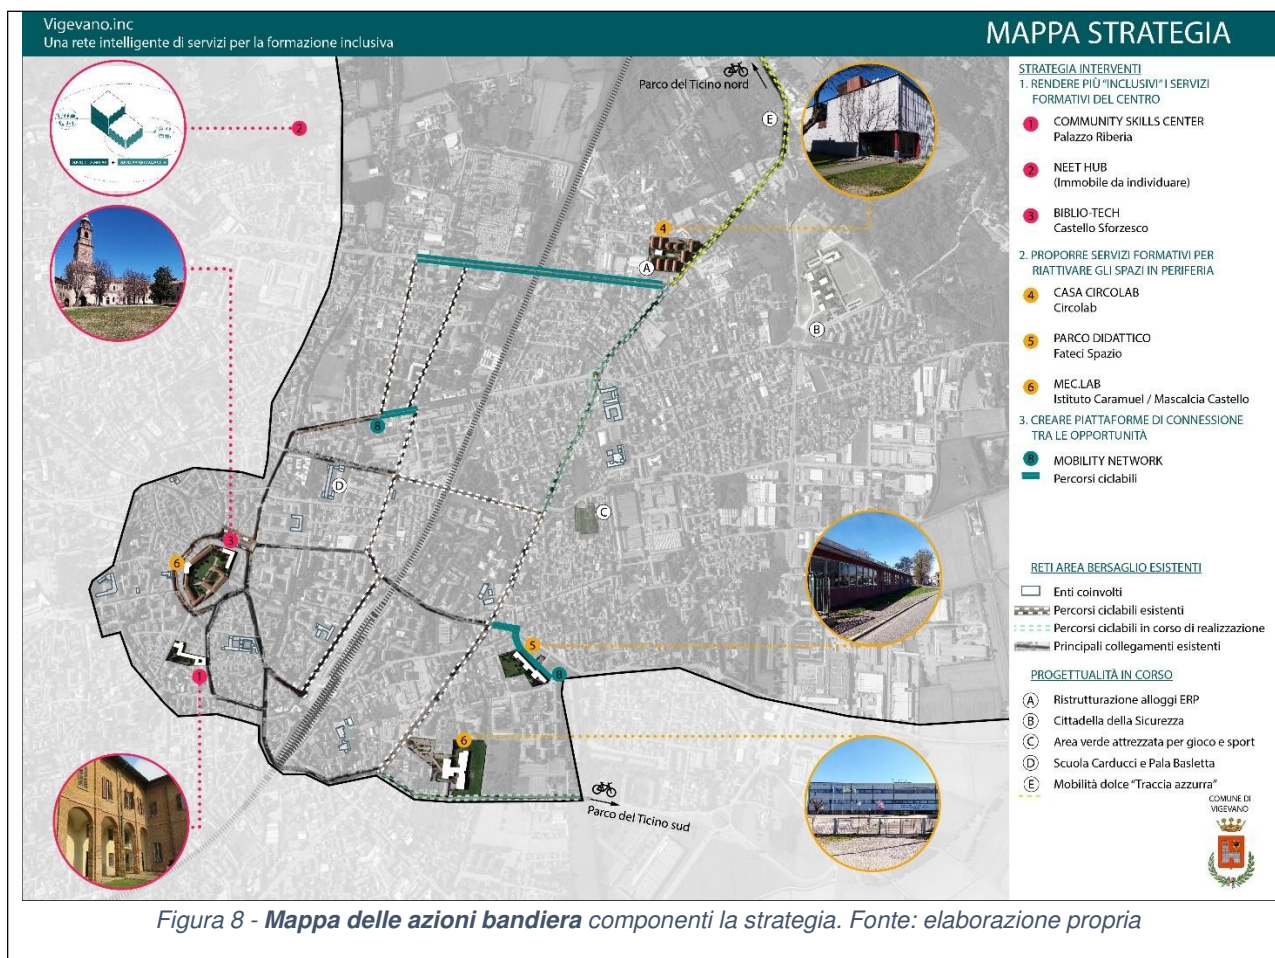 Vigevano.inc
Una rete intelligente di servizi per la formazione inclusiva
MAPPA STRATEGIA
Parco del Ticino nord
E
2
4
A
B
8
D
C
3
6
5
8
1
6
Parco del Ticino sud
STRATEGIA INTERVENTI
1. RENDERE PIÙ "INCLUSIVI" I SERVIZI
FORMATIVI DEL CENTRO
1 COMMUNITY SKILLS CENTER
Palazzo Riberia
2 NEET HUB
(Immobile da individuare)
3 BIBLIO-TECH
Castello Sforzesco
2. PROPORRE SERVIZI FORMATIVI PER
RIATTIVARE GLI SPAZI IN PERIFERIA
4 CASA CIRCOLAB
Circolab
5 PARCO DIDATTICO
Fateci Spazio
6 MEC.LAB
Istituto Caramuel / Mascalcia Castello
3. CREARE PIATTAFORME DI CONNESSIONE
TRA LE OPPORTUNITÀ
8 MOBILITY NETWORK
Percorsi ciclabili
RETI AREA BERSAGLIO ESISTENTI
Enti coinvolti
Percorsi ciclabili esistenti
Percorsi ciclabili in corso di realizzazione
Principali collegamenti esistenti
PROGETTUALITÀ IN CORSO
A Ristrutturazione alloggi ERP
B Cittadella della Sicurezza
C Area verde attrezzata per gioco e sport
D Scuola Carducci e Pala Basletta
E Mobilità dolce "Traccia azzurra"
COMUNE DI
VIGEVANO
Figura 8 - Mappa delle azioni bandiera componenti la strategia. Fonte: elaborazione propria